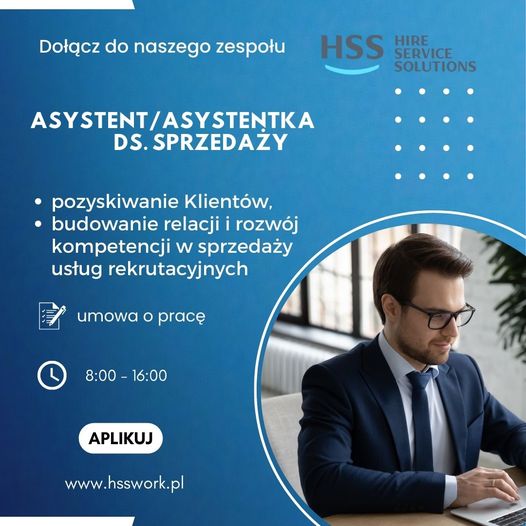 Dołącz do naszego zespołu
HSS HIRE
SERVICE
SOLUTIONS
ASYSTENT/ASYSTENTKA
DS. SPRZEDAŻY
• pozyskiwanie Klientów,
• budowanie relacji i rozwój
kompetencji w sprzedaży
usług rekrutacyjnych
umowa o pracę
8:00 - 16:00
APLIKUJ
www.hsswork.pl